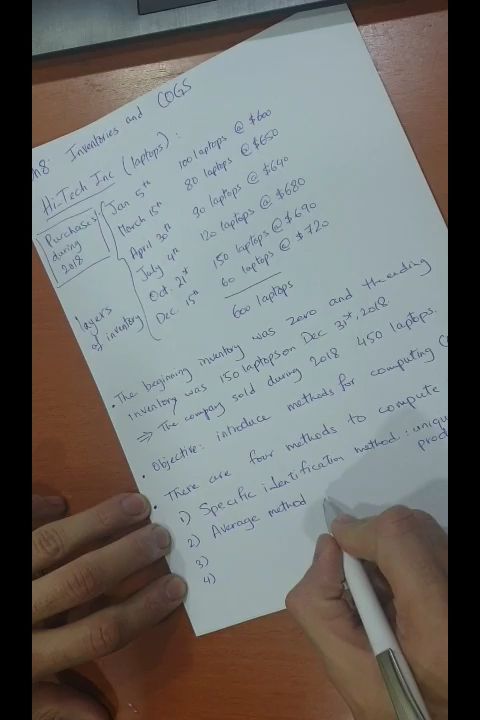 h8: Inventories and COGS
Hi-Tech Inc (laptops):
Purchases during 2018
Jan 5th 100 laptops @ $600
March 15th 80 laptops @ $650
April 30th 90 laptops @ $640
July 4th 120 laptops @ $680
Oct. 21st 150 laptops @ $690
Dec. 15th 60 laptops @ $720
600 laptops
layers of inventory
• The beginning inventory was zero and the ending
inventory was 150 laptops on Dec 31st, 2018
⇒ The company sold during 2018 450 laptops.
• Objective: introduce methods for computing
• There are four methods to compute
1) Specific identification method: unique
prod
2) Average method
3)
4)